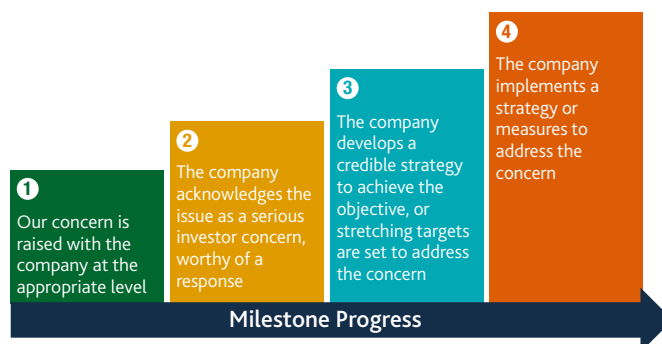 1
Our concern is
raised with the
company at the
appropriate level
2
The company
acknowledges the
issue as a serious
investor concern,
worthy of a
response
3
The company
develops a
credible strategy
to achieve the
objective, or
stretching targets
are set to address
the concern
4
The company
implements a
strategy or
measures to
address the
concern
Milestone Progress